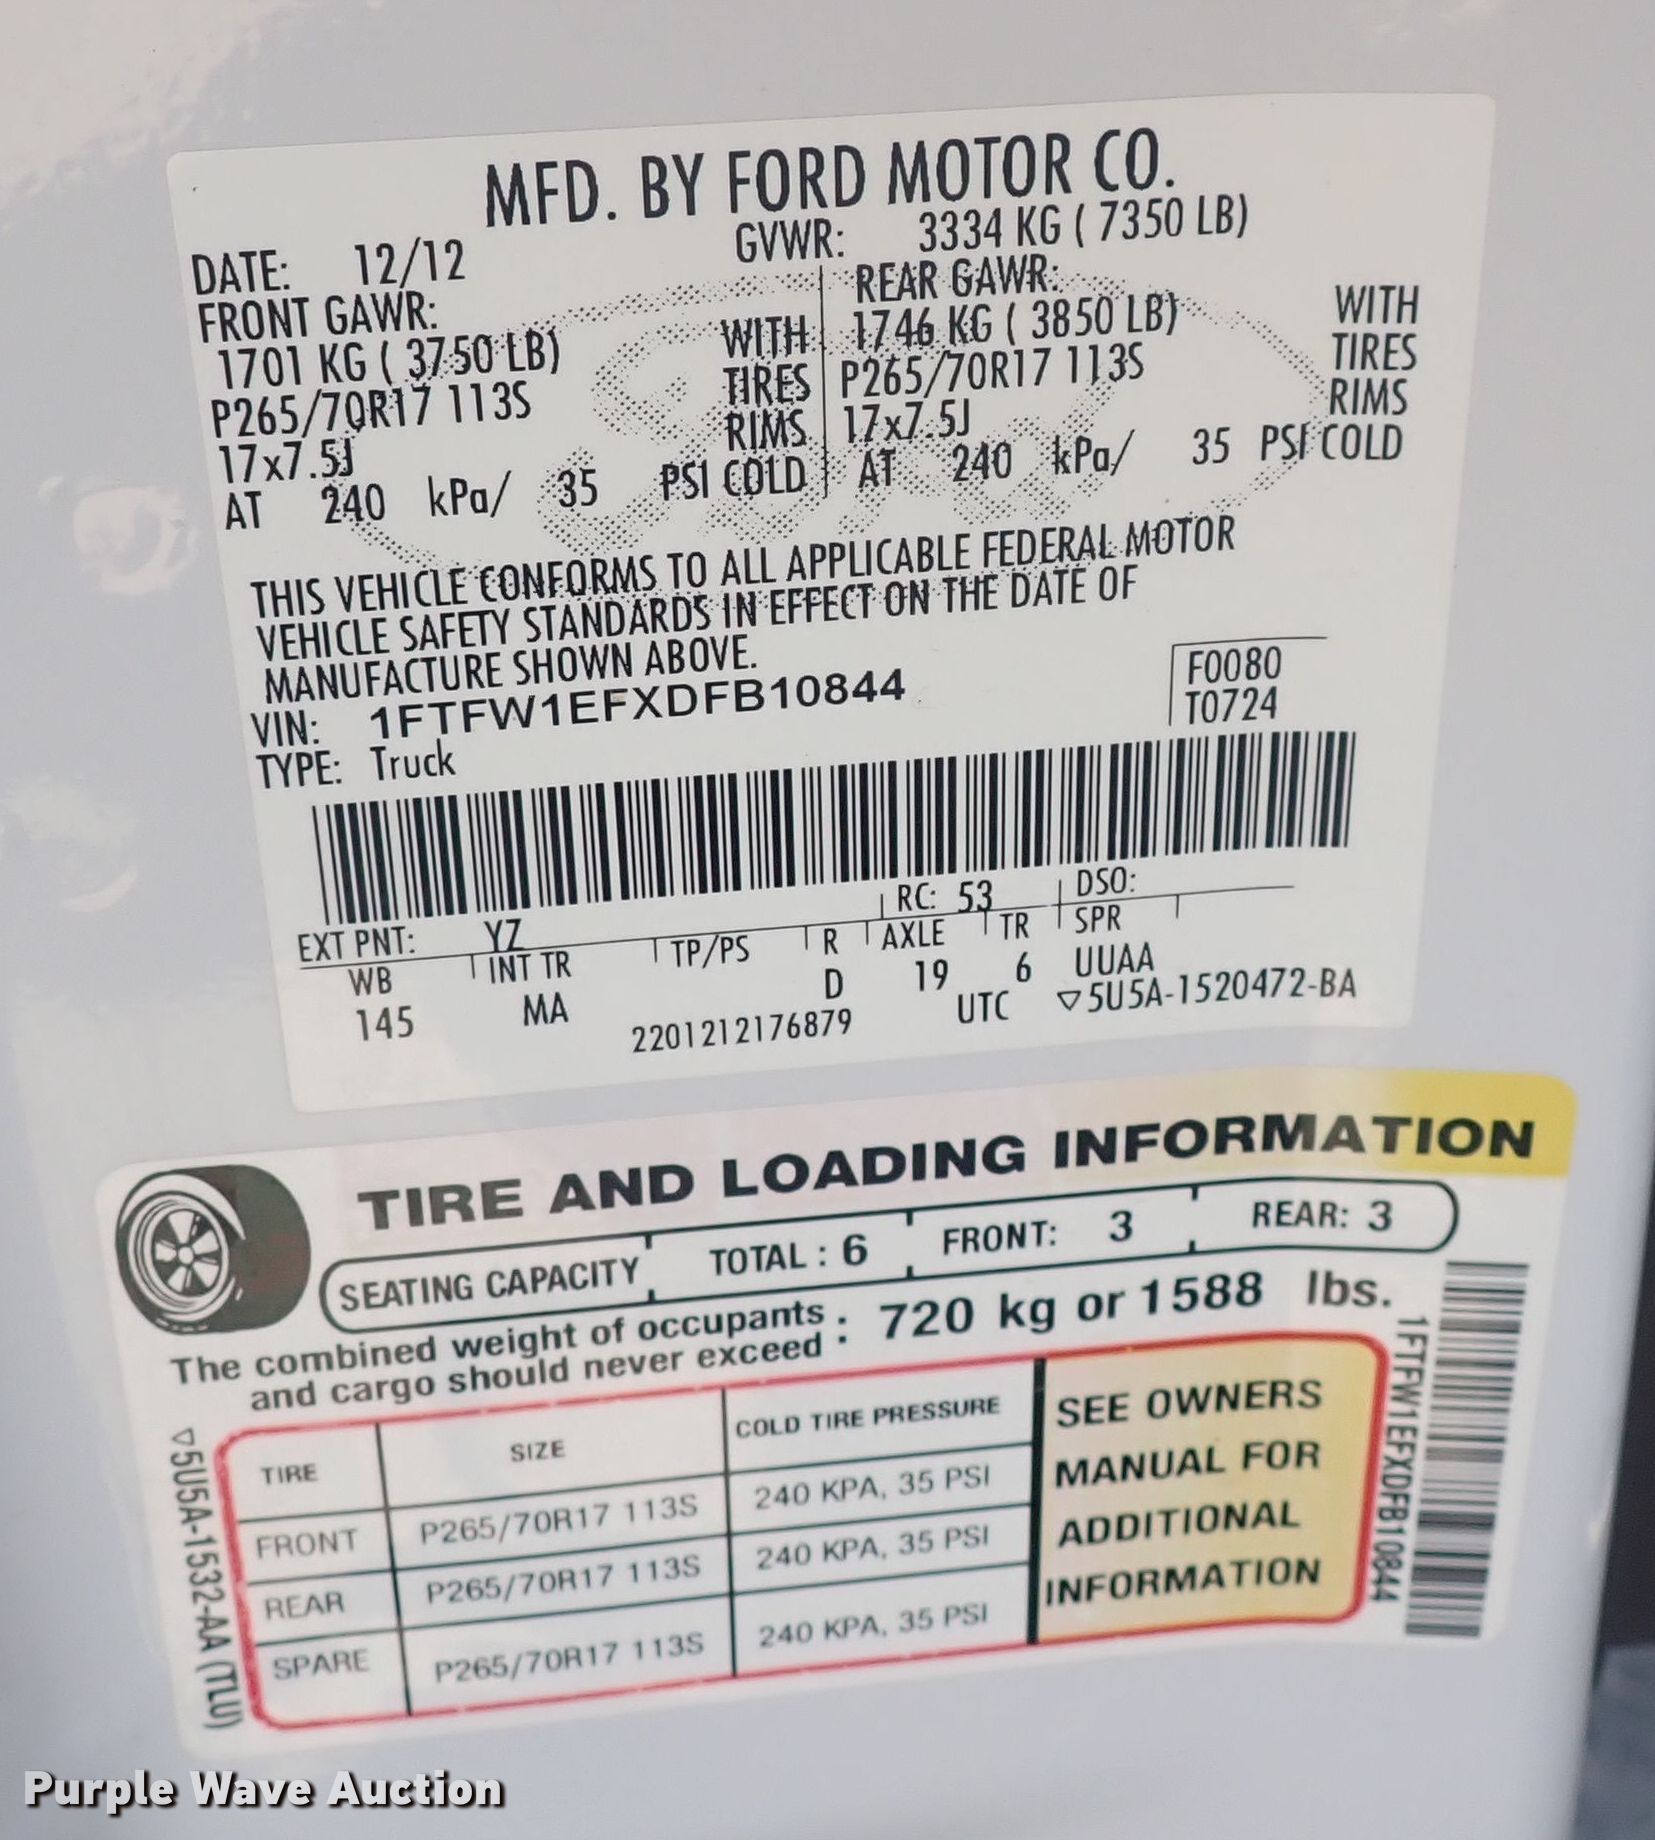 MFD. BY FORD MOTOR CO.
DATE: 12/12 GVWR: 3334 KG ( 7350 LB)
FRONT GAWR: REAR GAWR:
1701 KG ( 3750 LB) WITH 1746 KG ( 3850 LB) WITH
P265/70R17 113S TIRES P265/70R17 113S TIRES
17x7.5J RIMS 17x7.5J RIMS
AT 240 kPa/ 35 PSI COLD AT 240 kPa/ 35 PSI COLD
THIS VEHICLE CONFORMS TO ALL APPLICABLE FEDERAL MOTOR
VEHICLE SAFETY STANDARDS IN EFFECT ON THE DATE OF
MANUFACTURE SHOWN ABOVE.
VIN: 1FTFW1EFXDFB10844 F0080
TYPE: Truck T0724
RC: 53 DSO:
EXT PNT: YZ
WB INT TR TP/PS R AXLE TR SPR
145 MA D 19 6 UUAA
2201212176879 UTC ▽5U5A-1520472-BA
TIRE AND LOADING INFORMATION
SEATING CAPACITY TOTAL : 6 FRONT: 3 REAR: 3
The combined weight of occupants : 720 kg or 1588 lbs.
and cargo should never exceed :
TIRE SIZE COLD TIRE PRESSURE
FRONT P265/70R17 113S 240 KPA, 35 PSI
REAR P265/70R17 113S 240 KPA, 35 PSI
SPARE P265/70R17 113S 240 KPA, 35 PSI
SEE OWNERS
MANUAL FOR
ADDITIONAL
INFORMATION
1FTFW1EFXDFB10844
▽5U5A-1532-AA (TLU)
Purple Wave Auction